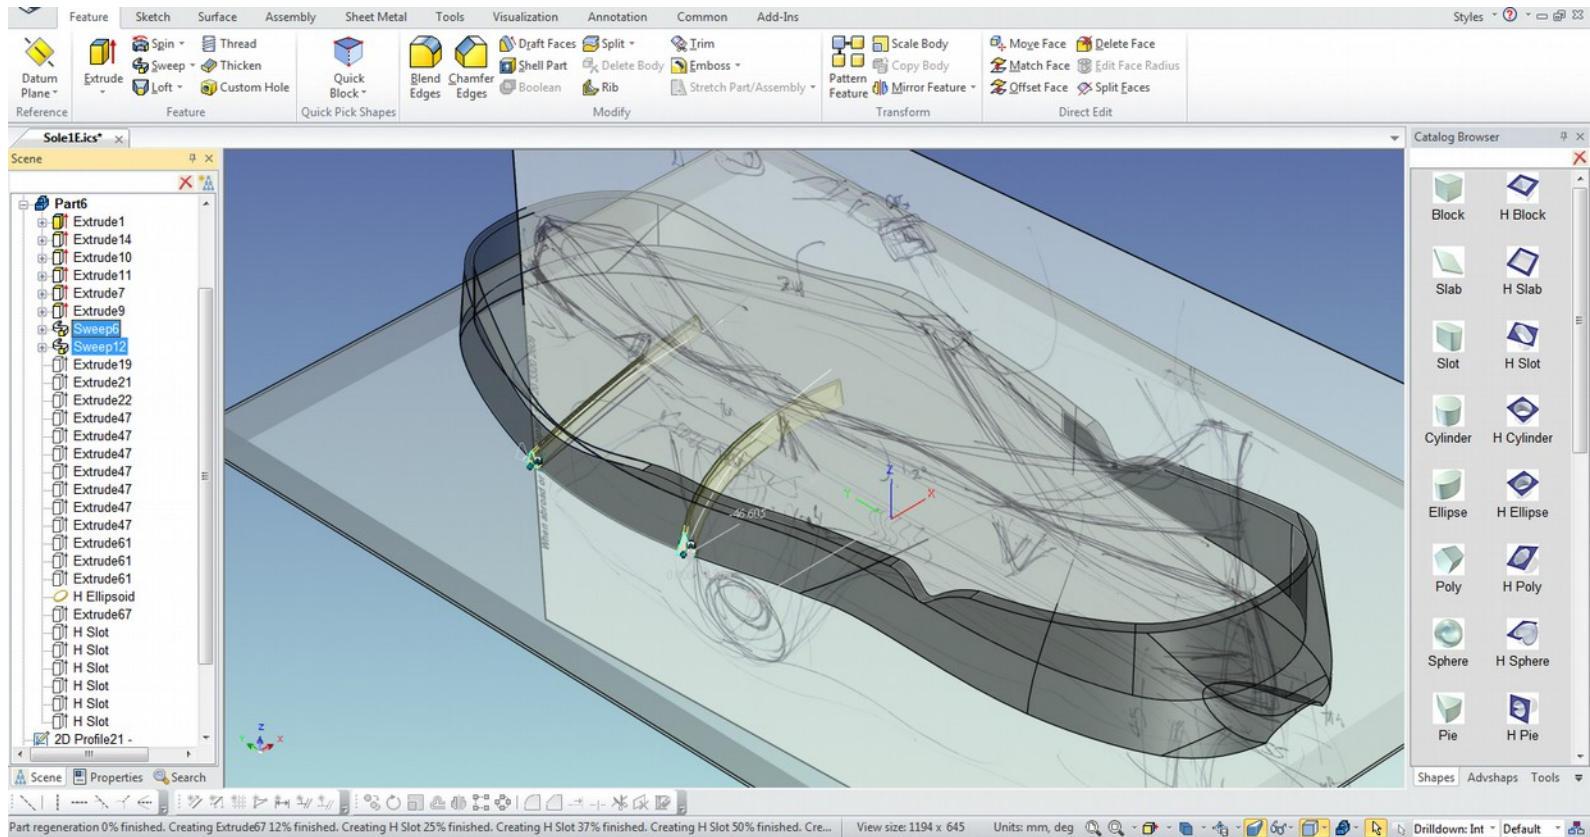 Feature Sketch Surface Assembly Sheet Metal Tools Visualization Annotation Common Add-Ins Styles
Datum Plane
Extrude
Spin
Sweep
Loft
Thread
Thicken
Custom Hole
Quick Block
Blend Edges
Chamfer Edges
Draft Faces
Shell Part
Boolean
Split
Delete Body
Rib
Trim
Emboss
Stretch Part/Assembly
Pattern Feature
Scale Body
Copy Body
Mirror Feature
Move Face
Match Face
Offset Face
Delete Face
Edit Face Radius
Split Faces
Reference Feature Quick Pick Shapes Modify Transform Direct Edit
Sole1E.ics*
Scene
Part6
Extrude1
Extrude14
Extrude10
Extrude11
Extrude7
Extrude9
Sweep6
Sweep12
Extrude19
Extrude21
Extrude22
Extrude47
Extrude47
Extrude47
Extrude47
Extrude47
Extrude47
Extrude47
Extrude61
Extrude61
Extrude61
H Ellipsoid
Extrude67
H Slot
H Slot
H Slot
H Slot
H Slot
H Slot
2D Profile21 -
Scene Properties Search
When abroad or
-46.605
Z
Y
X
Z
Y X
Catalog Browser
Block H Block
Slab H Slab
Slot H Slot
Cylinder H Cylinder
Ellipse H Ellipse
Poly H Poly
Sphere H Sphere
Pie H Pie
Shapes Advshaps Tools
Part regeneration 0% finished. Creating Extrude67 12% finished. Creating H Slot 25% finished. Creating H Slot 37% finished. Creating H Slot 50% finished. Cre... View size: 1194 x 645 Units: mm, deg Drilldown: Int Default